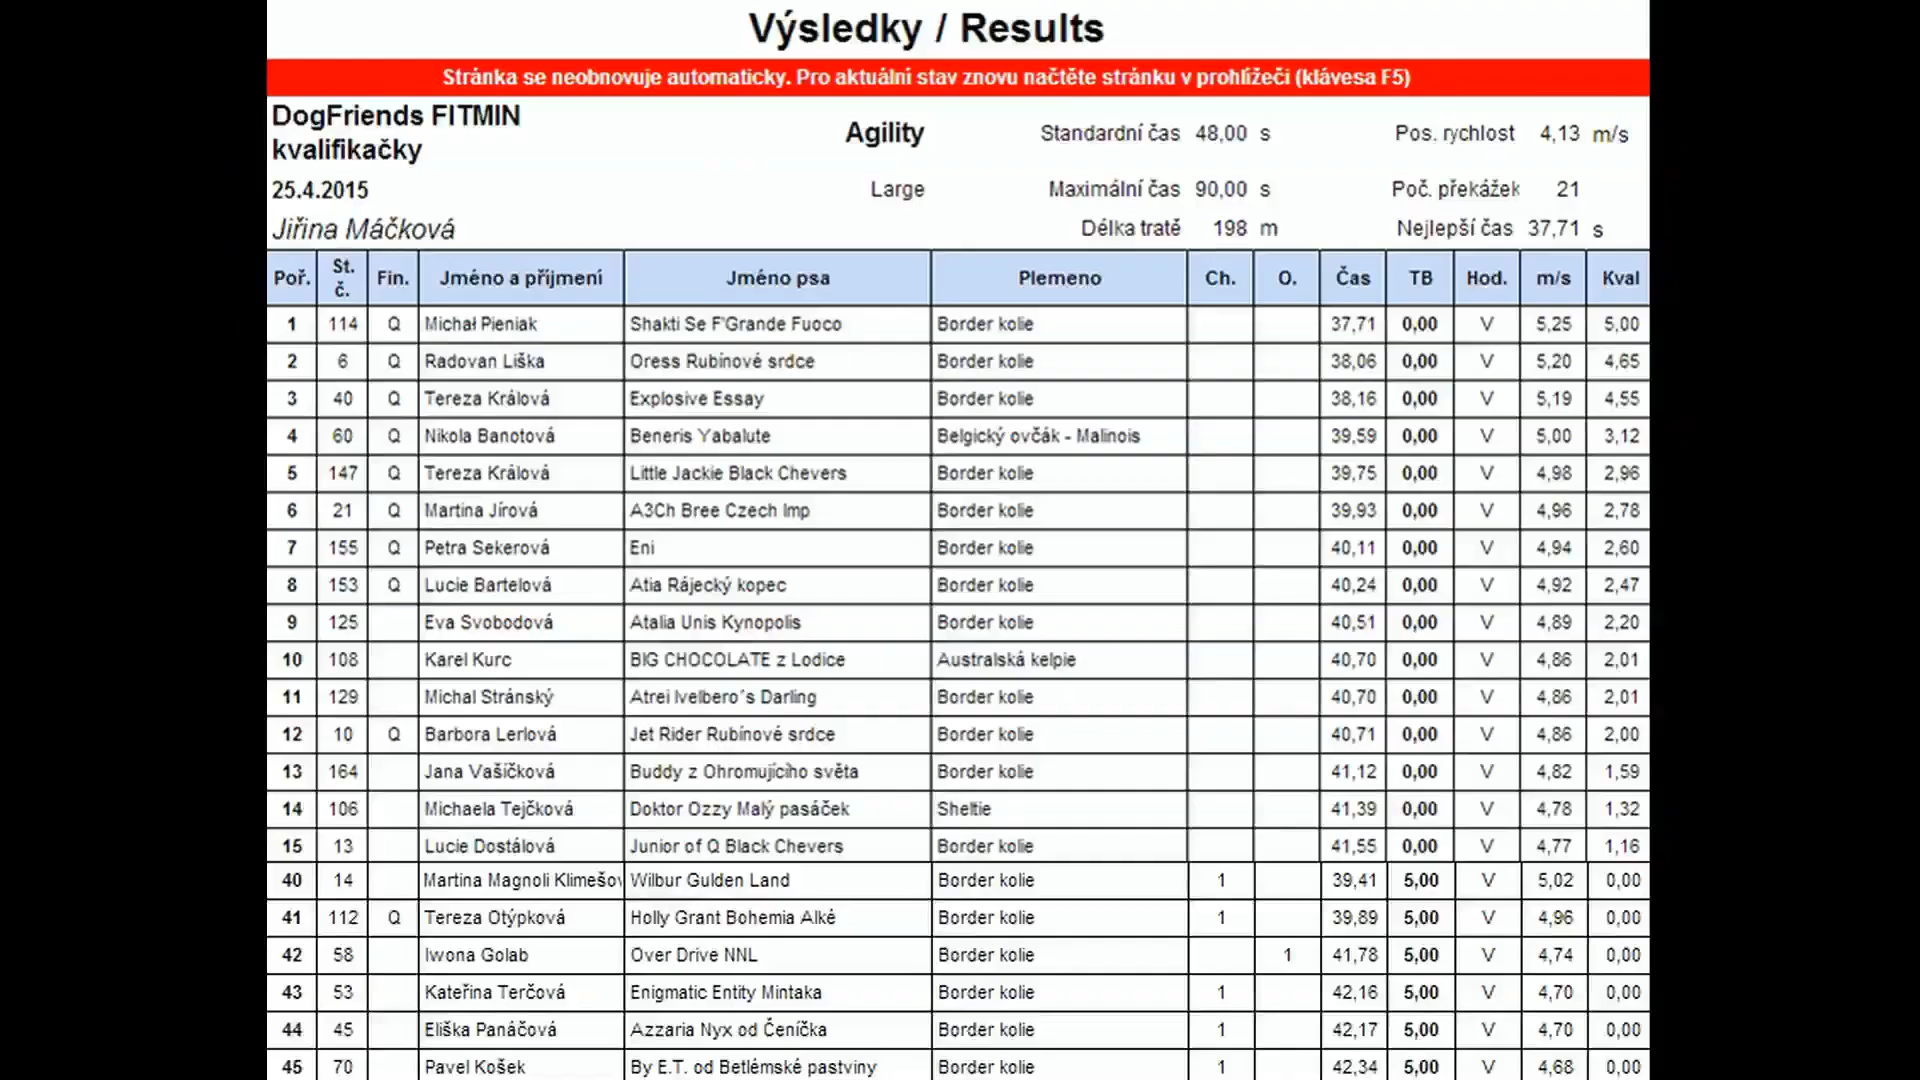 Výsledky / Results
Stránka se neobnovuje automaticky. Pro aktuální stav znovu načtěte stránku v prohlížeči (klávesa F5)
DogFriends FITMIN
kvalifikačky
Agility Standardní čas 48,00 s Pos. rychlost 4,13 m/s
25.4.2015 Large Maximální čas 90,00 s Poč. překážek 21
Jiřina Máčková Délka tratě 198 m Nejlepší čas 37,71 s
Poř. St. č. Fin. Jméno a příjmení Jméno psa Plemeno Ch. O. Čas TB Hod. m/s Kval
1 114 Q Michał Pieniak Shakti Se F'Grande Fuoco Border kolie 37,71 0,00 V 5,25 5,00
2 6 Q Radovan Liška Oress Rubínové srdce Border kolie 38,06 0,00 V 5,20 4,65
3 40 Q Tereza Králová Explosive Essay Border kolie 38,16 0,00 V 5,19 4,55
4 60 Q Nikola Banotová Beneris Yabalute Belgický ovčák - Malinois 39,59 0,00 V 5,00 3,12
5 147 Q Tereza Králová Little Jackie Black Chevers Border kolie 39,75 0,00 V 4,98 2,96
6 21 Q Martina Jírová A3Ch Bree Czech Imp Border kolie 39,93 0,00 V 4,96 2,78
7 155 Q Petra Sekerová Eni Border kolie 40,11 0,00 V 4,94 2,60
8 153 Q Lucie Bartelová Atia Rájecký kopec Border kolie 40,24 0,00 V 4,92 2,47
9 125 Eva Svobodová Atalia Unis Kynopolis Border kolie 40,51 0,00 V 4,89 2,20
10 108 Karel Kurc BIG CHOCOLATE z Lodice Australská kelpie 40,70 0,00 V 4,86 2,01
11 129 Michal Stránský Atrei Ivelbero´s Darling Border kolie 40,70 0,00 V 4,86 2,01
12 10 Q Barbora Lerlová Jet Rider Rubínové srdce Border kolie 40,71 0,00 V 4,86 2,00
13 164 Jana Vašíčková Buddy z Ohromujícího světa Border kolie 41,12 0,00 V 4,82 1,59
14 106 Michaela Tejčková Doktor Ozzy Malý pasáček Sheltie 41,39 0,00 V 4,78 1,32
15 13 Lucie Dostálová Junior of Q Black Chevers Border kolie 41,55 0,00 V 4,77 1,16
40 14 Martina Magnoli Klimešov Wilbur Gulden Land Border kolie 1 39,41 5,00 V 5,02 0,00
41 112 Q Tereza Otýpková Holly Grant Bohemia Alké Border kolie 1 39,89 5,00 V 4,96 0,00
42 58 Iwona Golab Over Drive NNL Border kolie 1 41,78 5,00 V 4,74 0,00
43 53 Kateřina Terčová Enigmatic Entity Mintaka Border kolie 1 42,16 5,00 V 4,70 0,00
44 45 Eliška Panáčová Azzaria Nyx od Čeníčka Border kolie 1 42,17 5,00 V 4,70 0,00
45 70 Pavel Košek By E.T. od Betlémské pastviny Border kolie 1 42,34 5,00 V 4,68 0,00